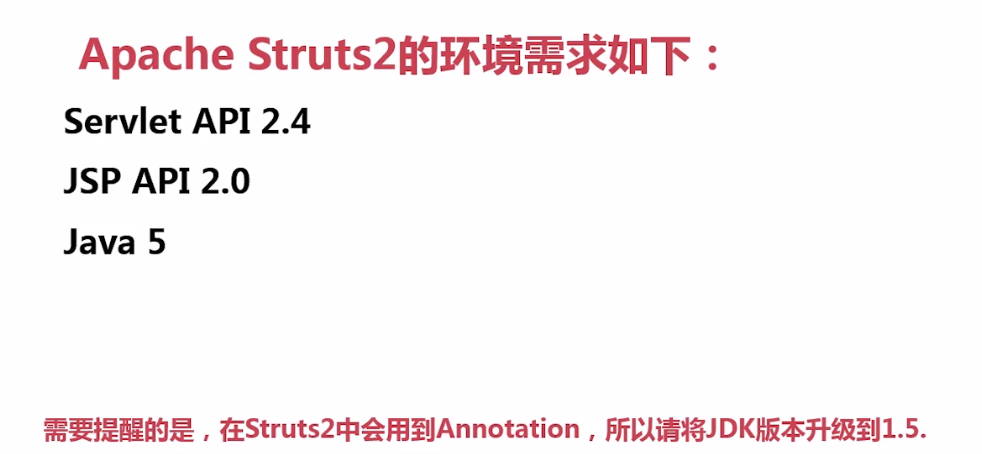 Apache Struts2的环境需求如下：
Servlet API 2.4
JSP API 2.0
Java 5
需要提醒的是，在Struts2中会用到Annotation，所以请将JDK版本升级到1.5.